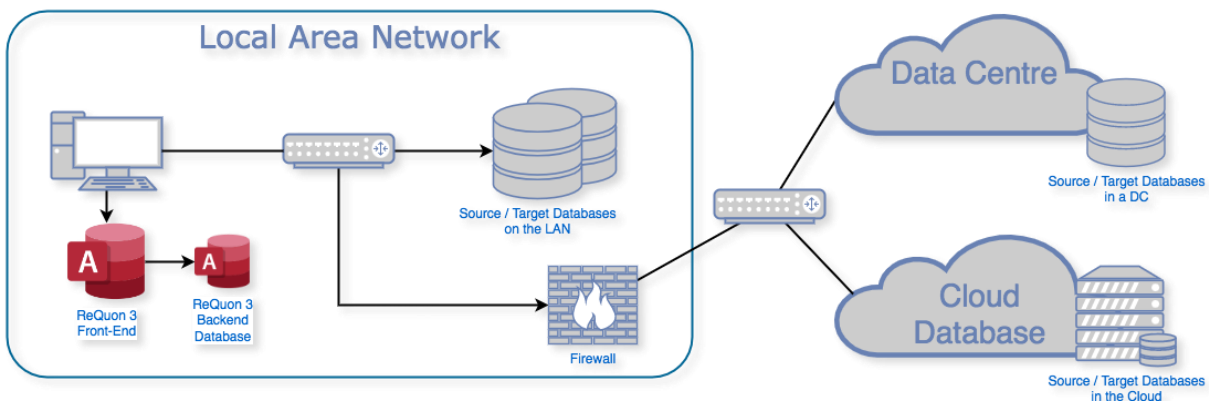 Local Area Network
Data Centre
Source / Target Databases
in a DC
Source / Target Databases
on the LAN
A
A
ReQuon 3
Front-End
ReQuon 3
Backend
Database
Firewall
Cloud
Database
Source / Target Databases
in the Cloud